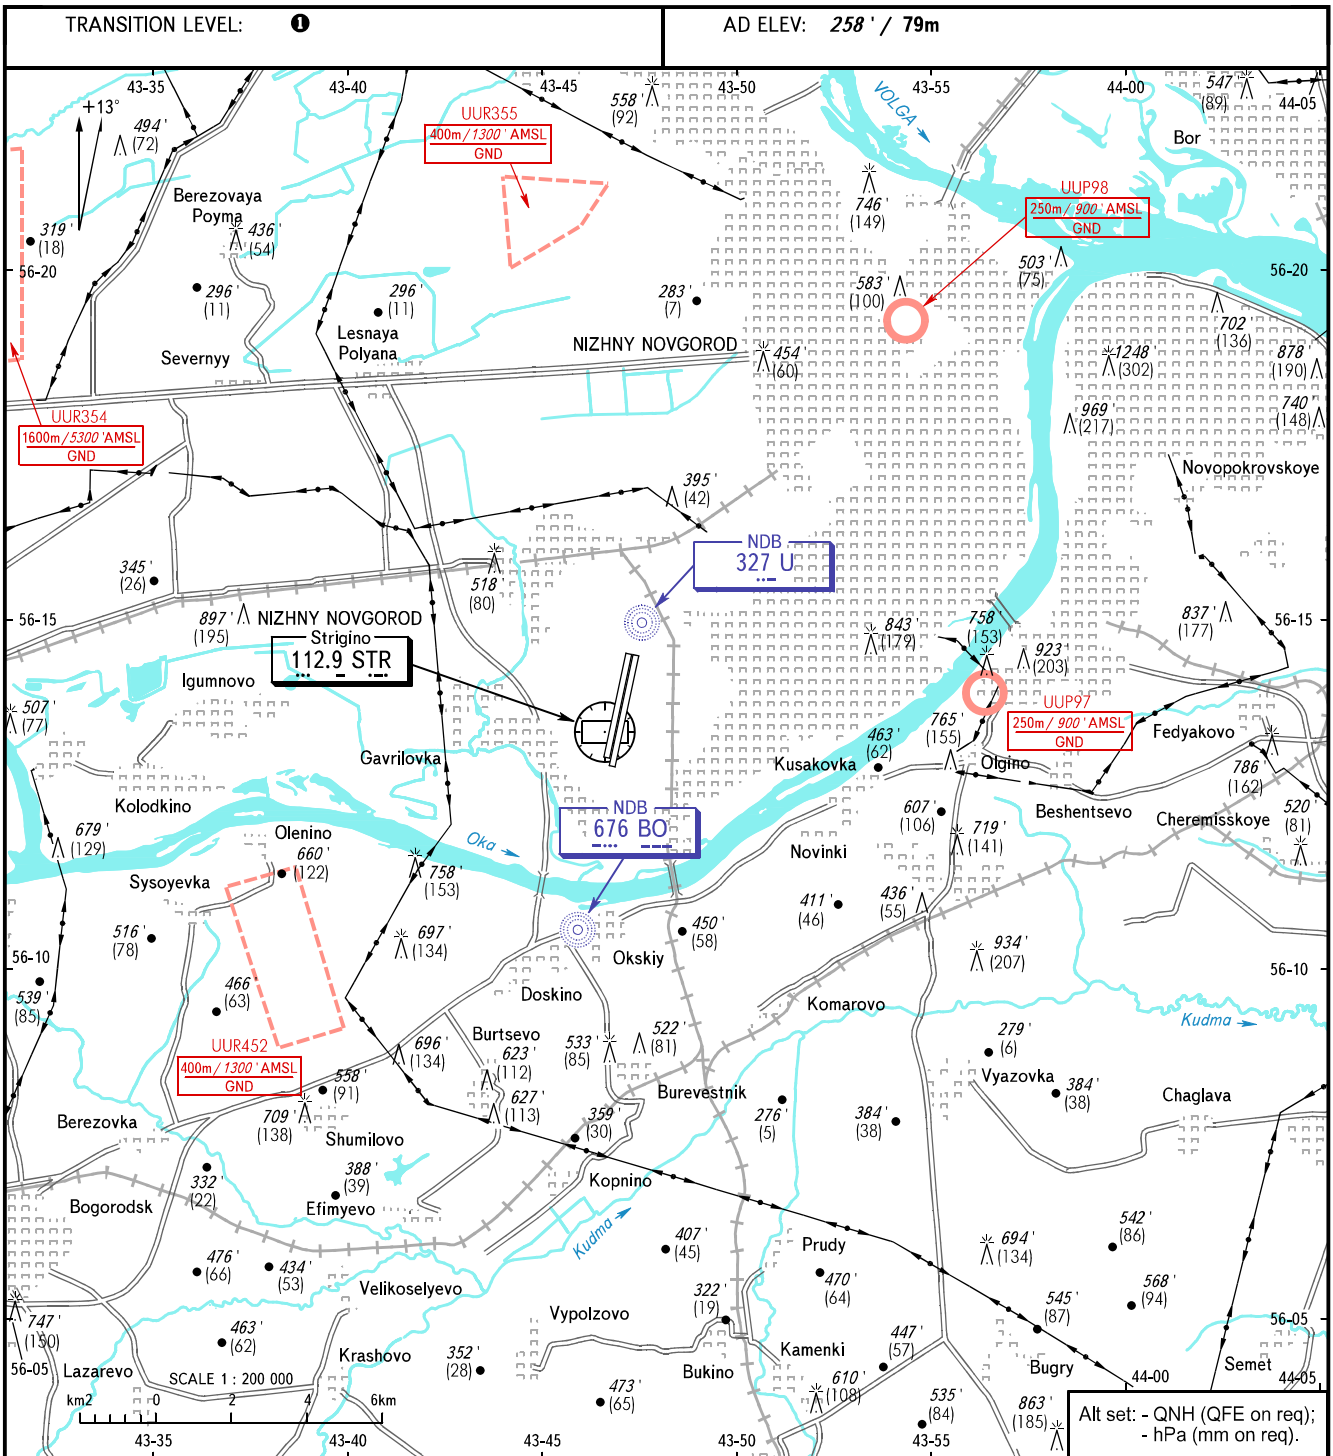 TRANSITION LEVEL: ❶
AD ELEV: 258 ' / 79m
43-35
43-40
43-45
43-50
43-55
44-00
44-05
+13°
494 '
(72)
558 '
(92)
547 '
(89)
UUR355
400m/1300 ' AMSL
GND
VOLGA
Bor
Berezovaya
Poyma
436 '
(54)
319 '
(18)
746 '
(149)
UUP98
250m/ 900 ' AMSL
GND
56-20
503 '
(75)
56-20
296 '
(11)
296 '
(11)
283 '
(7)
583 '
(100)
Lesnaya
Polyana
Severnyy
NIZHNY NOVGOROD
454 '
(60)
702 '
(136)
1248 '
(302)
878 '
(190)
UUR354
1600m/5300 'AMSL
GND
969 '
(217)
740 '
(148)
Novopokrovskoye
395 '
(42)
NDB
327 U
345 '
(26)
518 '
(80)
56-15
897 '
(195)
NIZHNY NOVGOROD
Strigino
112.9 STR
843 '
(179)
758 '
(153)
837 '
(177)
56-15
923 '
(203)
Igumnovo
507 '
(77)
UUP97
250m/ 900 ' AMSL
GND
765 '
(155)
463 '
(62)
Fedyakovo
Gavrilovka
Kusakovka
Olgino
786 '
(162)
Kolodkino
NDB
676 BO
607 '
(106)
Beshentsevo
Cheremisskoye
520 '
(81)
679 '
(129)
Olenino
660 '
(122)
Oka
Novinki
719 '
(141)
758 '
(153)
Sysoyevka
411 '
(46)
436 '
(55)
516 '
(78)
697 '
(134)
450 '
(58)
934 '
(207)
Okskiy
56-10
56-10
539 '
(85)
466 '
(63)
Doskino
Komarovo
Kudma
UUR452
400m/1300 ' AMSL
GND
696 '
(134)
Burtsevo
623 '
(112)
533 '
(85)
522 '
(81)
279 '
(6)
Vyazovka
558 '
(91)
627 '
(113)
Burevestnik
384 '
(38)
Chaglava
Berezovka
709 '
(138)
Shumilovo
359 '
(30)
276 '
(5)
384 '
(38)
332 '
(22)
388 '
(39)
Kopnino
Bogorodsk
Efimyevo
Kudma
407 '
(45)
Prudy
694 '
(134)
542 '
(86)
476 '
(66)
434 '
(53)
Velikoselyevo
470 '
(64)
568 '
(94)
322 '
(19)
Vypolzovo
545 '
(87)
747 '
(150)
463 '
(62)
447 '
(57)
56-05
56-05
Krashovo
352 '
(28)
Kamenki
Lazarevo
Bukino
Bugry
Semet
SCALE 1 : 200 000
610 '
(108)
44-00
44-05
km2 0 2 4 6km
473 '
(65)
535 '
(84)
863 '
(185)
Alt set: - QNH (QFE on req);
- hPa (mm on req).
43-35
43-40
43-45
43-50
43-55